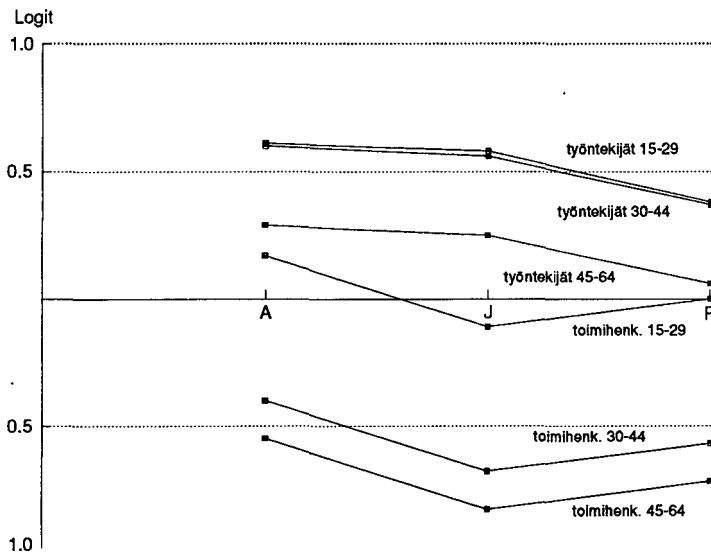 Logit
1.0
työntekijät 15-29
0.5
työntekijät 30-44
työntekijät 45-64
A
J
P
toimihenk. 15-29
0.5
toimihenk. 30-44
toimihenk. 45-64
1.0